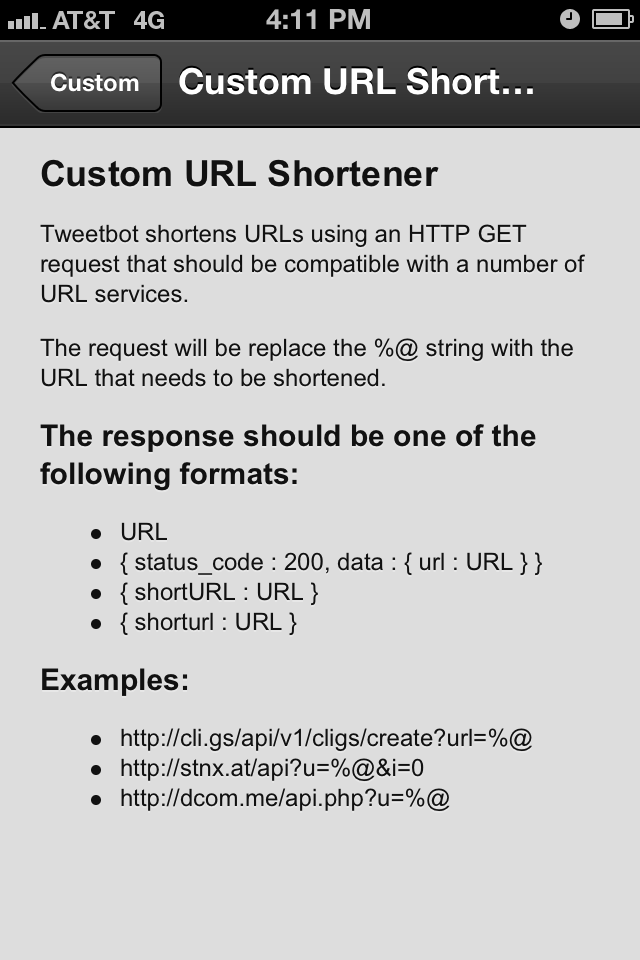 AT&T 4G 4:11 PM
Custom Custom URL Short...
Custom URL Shortener
Tweetbot shortens URLs using an HTTP GET
request that should be compatible with a number of
URL services.
The request will be replace the %@ string with the
URL that needs to be shortened.
The response should be one of the
following formats:
• URL
• { status_code : 200, data : { url : URL } }
• { shortURL : URL }
• { shorturl : URL }
Examples:
• http://cli.gs/api/v1/cligs/create?url=%@
• http://stnx.at/api?u=%@&i=0
• http://dcom.me/api.php?u=%@